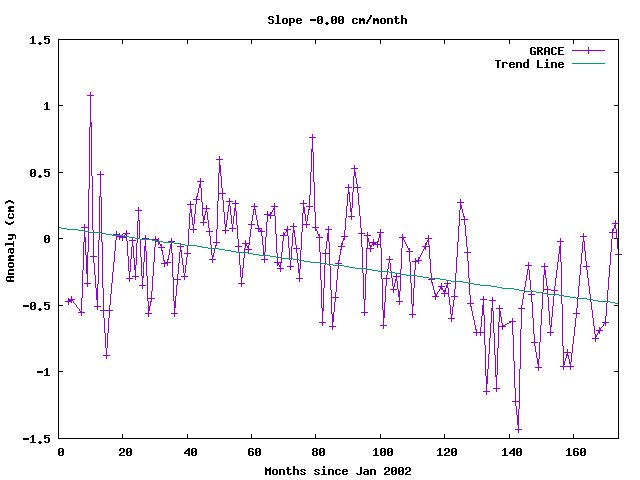 Slope -0.00 cm/month
1.5
GRACE
Trend Line
1
0.5
0
-0.5
-1
-1.5
Anomaly (cm)
0 20 40 60 80 100 120 140 160
Months since Jan 2002